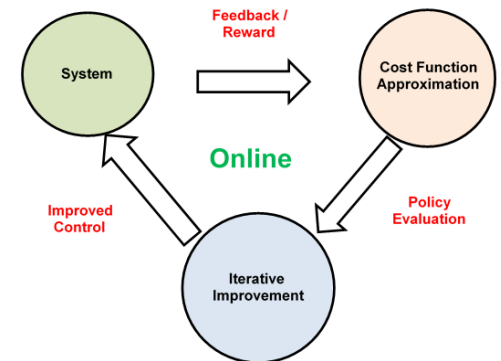 Feedback /
Reward
System
Cost Function
Approximation
Online
Improved
Control
Policy
Evaluation
Iterative
Improvement